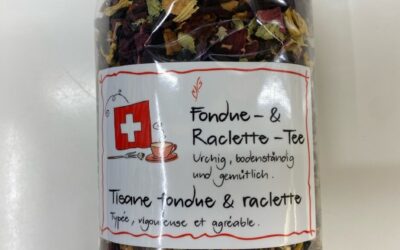 Fondue - &
Raclette - Tee
Urchig, bodenständig
und gemütlich.
Tisane fondue & raclette
Typée, vigoureuse et agréable.